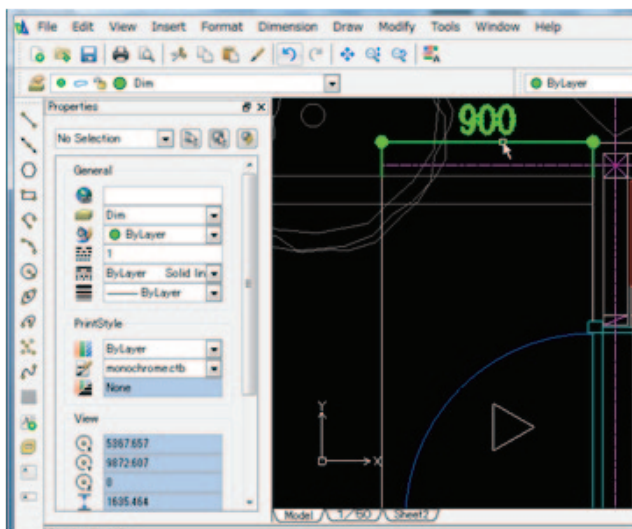 File Edit View Insert Format Dimension Draw Modify Tools Window Help
Dim
ByLayer
Properties
No Selection
General
Dim
ByLayer
1
ByLayer Solid lin
ByLayer
PrintStyle
ByLayer
monochrome.ctb
None
View
5367.657
9872.607
0
1635.464
900
Y
X
Model 1/50 Sheet2